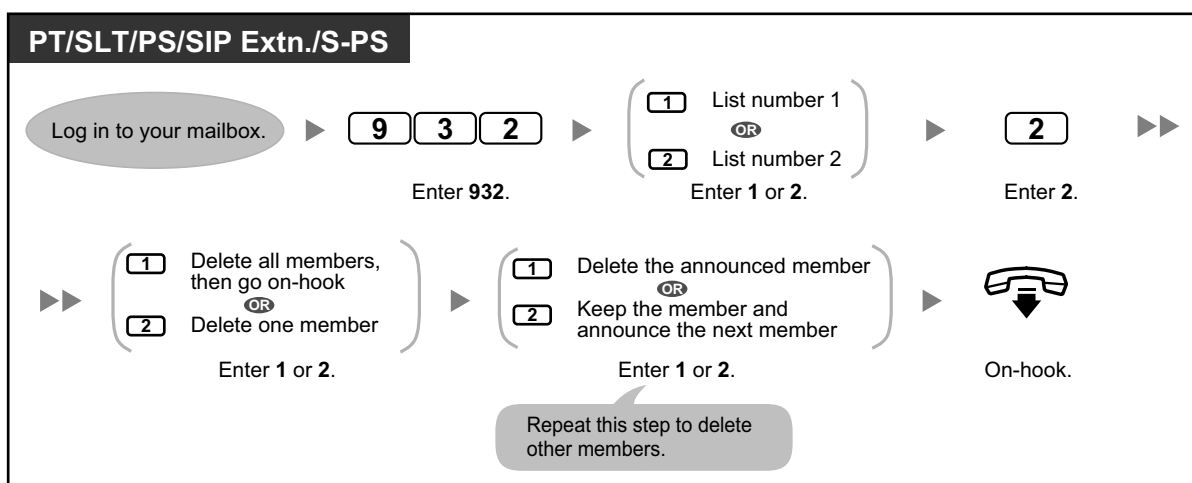 PT/SLT/PS/SIP Extn./S-PS
Log in to your mailbox.
9 3 2
Enter 932.
1 List number 1
OR
2 List number 2
Enter 1 or 2.
2
Enter 2.
1 Delete all members,
then go on-hook
OR
2 Delete one member
Enter 1 or 2.
1 Delete the announced member
OR
2 Keep the member and
announce the next member
Enter 1 or 2.
Repeat this step to delete
other members.
On-hook.